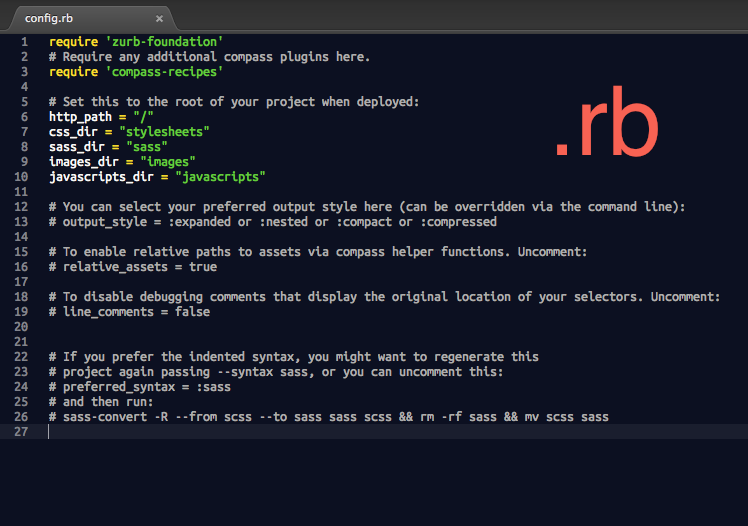 config.rb ×
1 require 'zurb-foundation'
2 # Require any additional compass plugins here.
3 require 'compass-recipes'
4
5 # Set this to the root of your project when deployed:
6 http_path = "/"
7 css_dir = "stylesheets"
8 sass_dir = "sass"
9 images_dir = "images"
10 javascripts_dir = "javascripts"
11
12 # You can select your preferred output style here (can be overridden via the command line):
13 # output_style = :expanded or :nested or :compact or :compressed
14
15 # To enable relative paths to assets via compass helper functions. Uncomment:
16 # relative_assets = true
17
18 # To disable debugging comments that display the original location of your selectors. Uncomment:
19 # line_comments = false
20
21
22 # If you prefer the indented syntax, you might want to regenerate this
23 # project again passing --syntax sass, or you can uncomment this:
24 # preferred_syntax = :sass
25 # and then run:
26 # sass-convert -R --from scss --to sass sass scss && rm -rf sass && mv scss sass
27
.rb